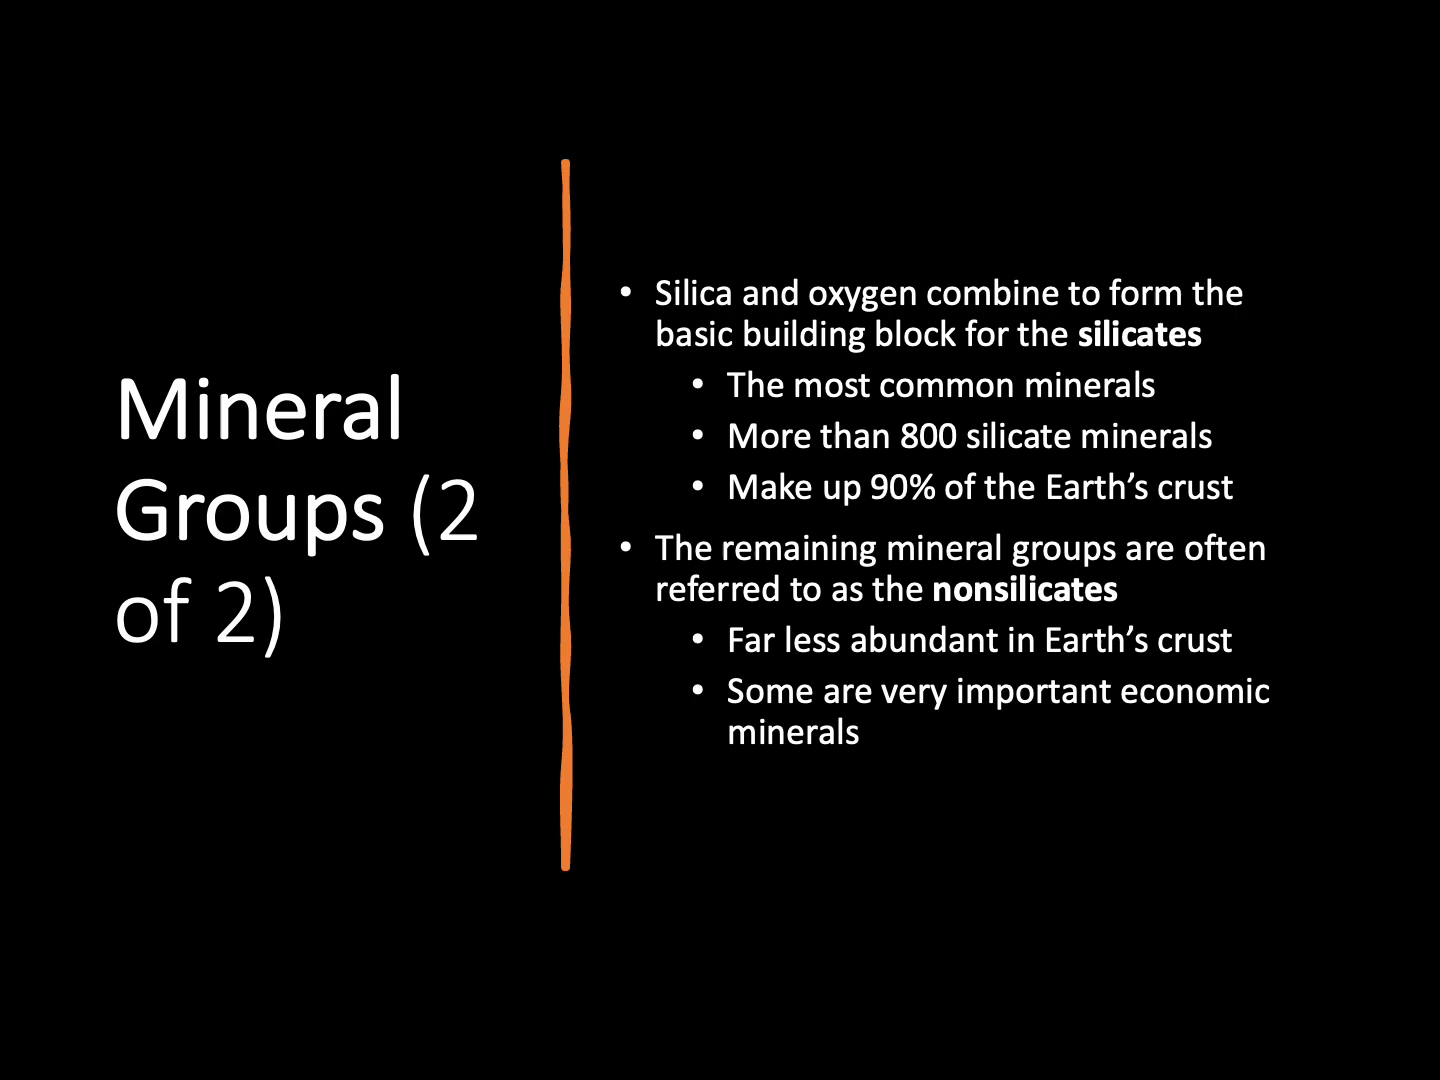 Mineral
Groups (2
of 2)
• Silica and oxygen combine to form the
basic building block for the silicates
• The most common minerals
• More than 800 silicate minerals
• Make up 90% of the Earth’s crust
• The remaining mineral groups are often
referred to as the nonsilicates
• Far less abundant in Earth’s crust
• Some are very important economic
minerals